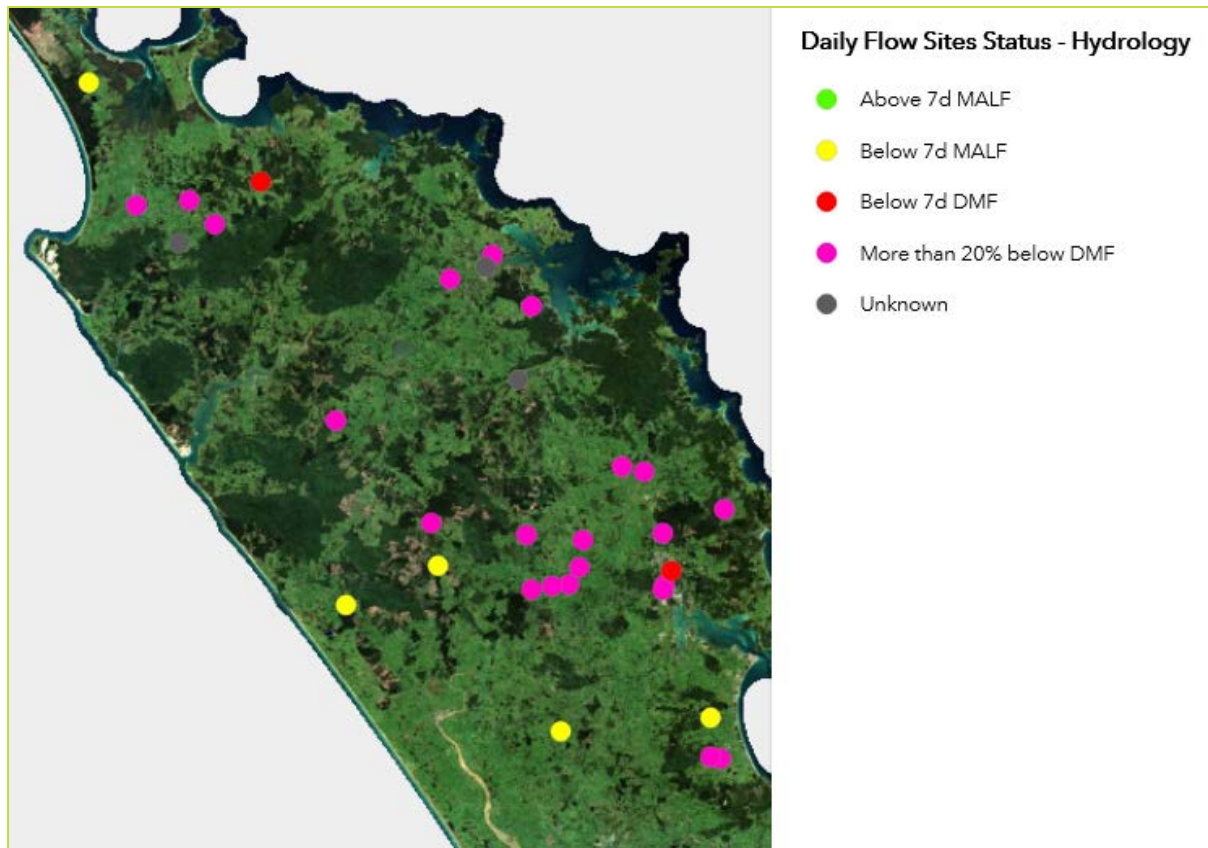 Daily Flow Sites Status - Hydrology
Above 7d MALF
Below 7d MALF
Below 7d DMF
More than 20% below DMF
Unknown